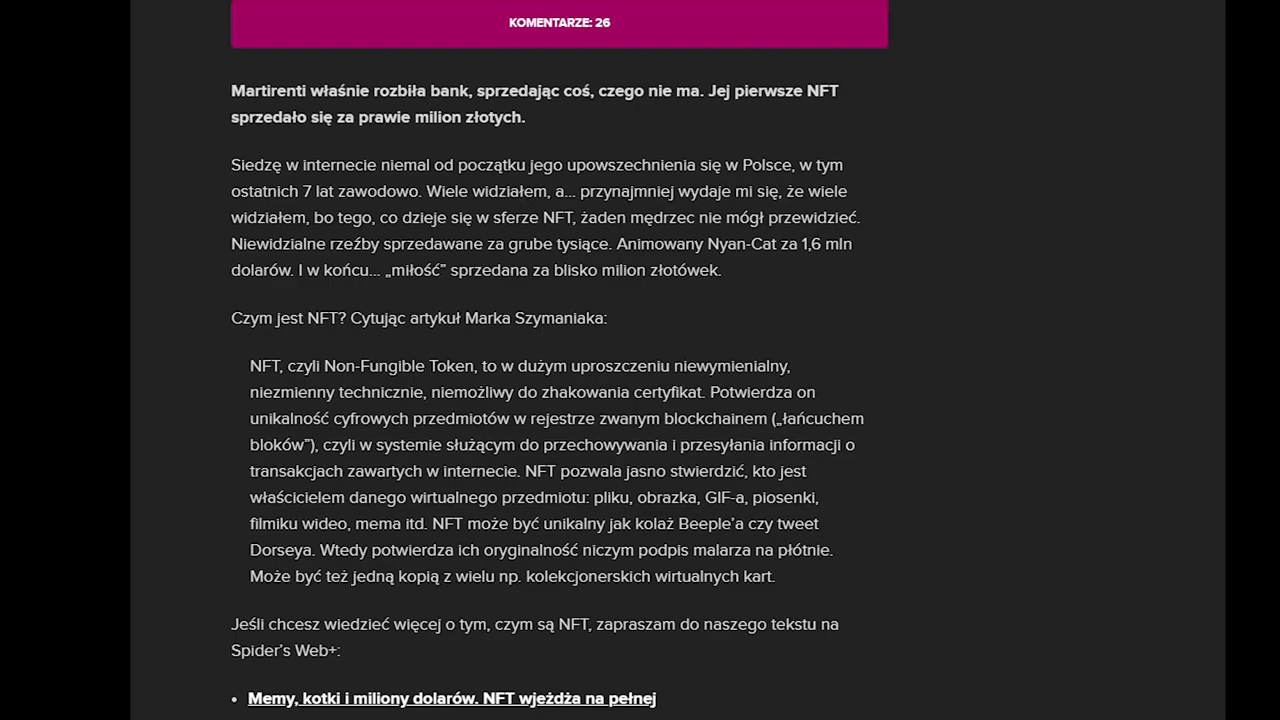 KOMENTARZE: 26
Martirenti właśnie rozbiła bank, sprzedając coś, czego nie ma. Jej pierwsze NFT
sprzedało się za prawie milion złotych.
Siedzę w internecie niemal od początku jego upowszechnienia się w Polsce, w tym
ostatnich 7 lat zawodowo. Wiele widziałem, a... przynajmniej wydaje mi się, że wiele
widziałem, bo tego, co dzieje się w sferze NFT, żaden mędrzec nie mógł przewidzieć.
Niewidzialne rzeźby sprzedawane za grube tysiące. Animowany Nyan-Cat za 1,6 mln
dolarów. I w końcu... „miłość” sprzedana za blisko milion złotówek.
Czym jest NFT? Cytując artykuł Marka Szymaniaka:
NFT, czyli Non-Fungible Token, to w dużym uproszczeniu niewymienialny,
niezmienny technicznie, niemożliwy do zhakowania certyfikat. Potwierdza on
unikalność cyfrowych przedmiotów w rejestrze zwanym blockchainem („łańcuchem
bloków”), czyli w systemie służącym do przechowywania i przesyłania informacji o
transakcjach zawartych w internecie. NFT pozwala jasno stwierdzić, kto jest
właścicielem danego wirtualnego przedmiotu: pliku, obrazka, GIF-a, piosenki,
filmiku wideo, mema itd. NFT może być unikalny jak kolaż Beeple’a czy tweet
Dorseya. Wtedy potwierdza ich oryginalność niczym podpis malarza na płótnie.
Może być też jedną kopią z wielu np. kolekcjonerskich wirtualnych kart.
Jeśli chcesz wiedzieć więcej o tym, czym są NFT, zapraszam do naszego tekstu na
Spider’s Web+:
• Memy, kotki i miliony dolarów. NFT wjeżdża na pełnej